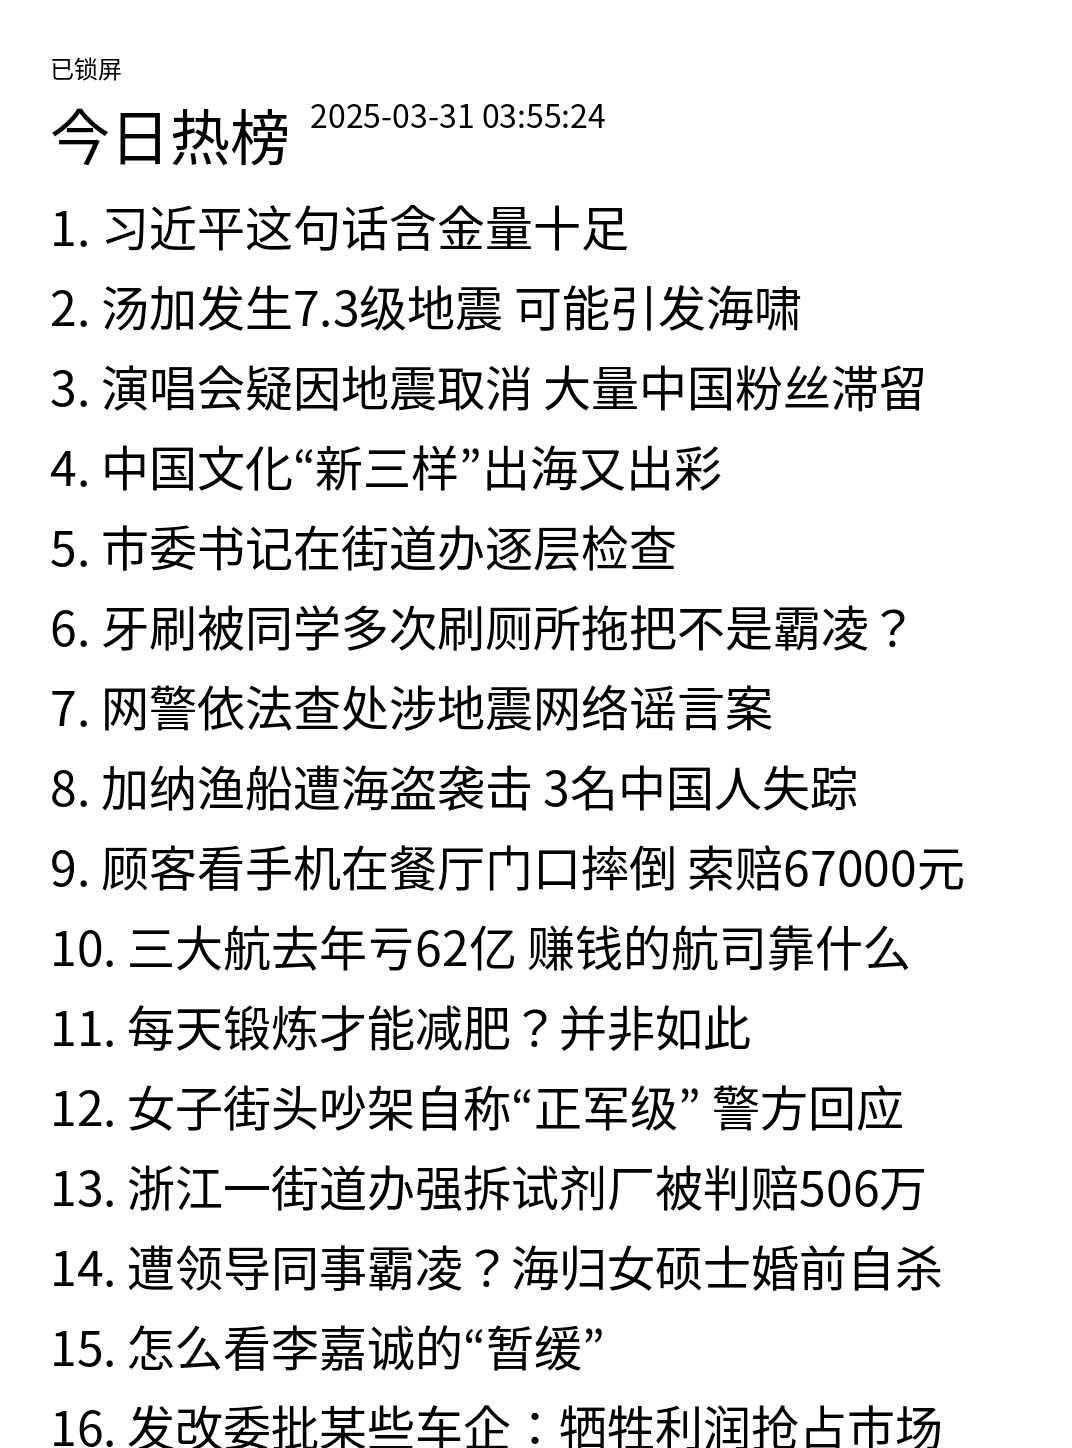 已锁屏
今日热榜 2025-03-31 03:55:24
1. 习近平这句话含金量十足
2. 汤加发生7.3级地震 可能引发海啸
3. 演唱会疑因地震取消 大量中国粉丝滞留
4. 中国文化“新三样”出海又出彩
5. 市委书记在街道办逐层检查
6. 牙刷被同学多次刷厕所拖把不是霸凌？
7. 网警依法查处涉地震网络谣言案
8. 加纳渔船遭海盗袭击 3名中国人失踪
9. 顾客看手机在餐厅门口摔倒 索赔67000元
10. 三大航去年亏62亿 赚钱的航司靠什么
11. 每天锻炼才能减肥？并非如此
12. 女子街头吵架自称“正军级” 警方回应
13. 浙江一街道办强拆试剂厂被判赔506万
14. 遭领导同事霸凌？海归女硕士婚前自杀
15. 怎么看李嘉诚的“暂缓”
16. 发改委批某些车企：牺牲利润抢占市场